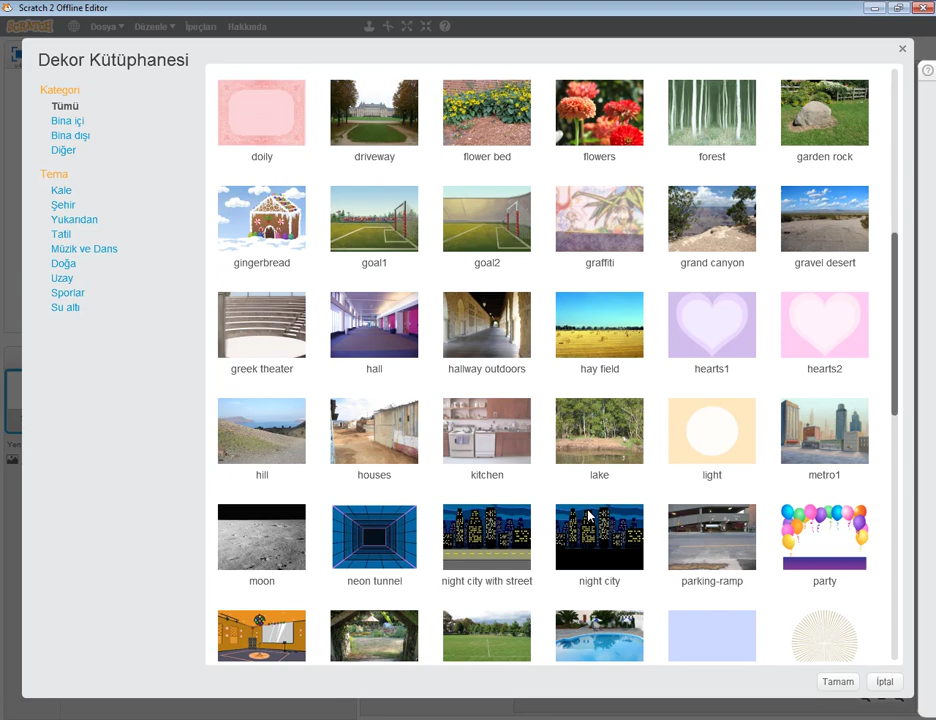 Scratch 2 Offline Editor
SCRATCH Dosya Düzenle İpuçları Hakkımda
Dekor Kütüphanesi
Kategori
Tümü
Bina içi
Bina dışı
Diğer
Tema
Kale
Şehir
Yukarıdan
Tatil
Müzik ve Dans
Doğa
Uzay
Sporlar
Su altı
doily driveway flower bed flowers forest garden rock
gingerbread goal1 goal2 graffiti grand canyon gravel desert
greek theater hall hallway outdoors hay field hearts1 hearts2
hill houses kitchen lake light metro1
moon neon tunnel night city with street night city parking-ramp party
Tamam İptal